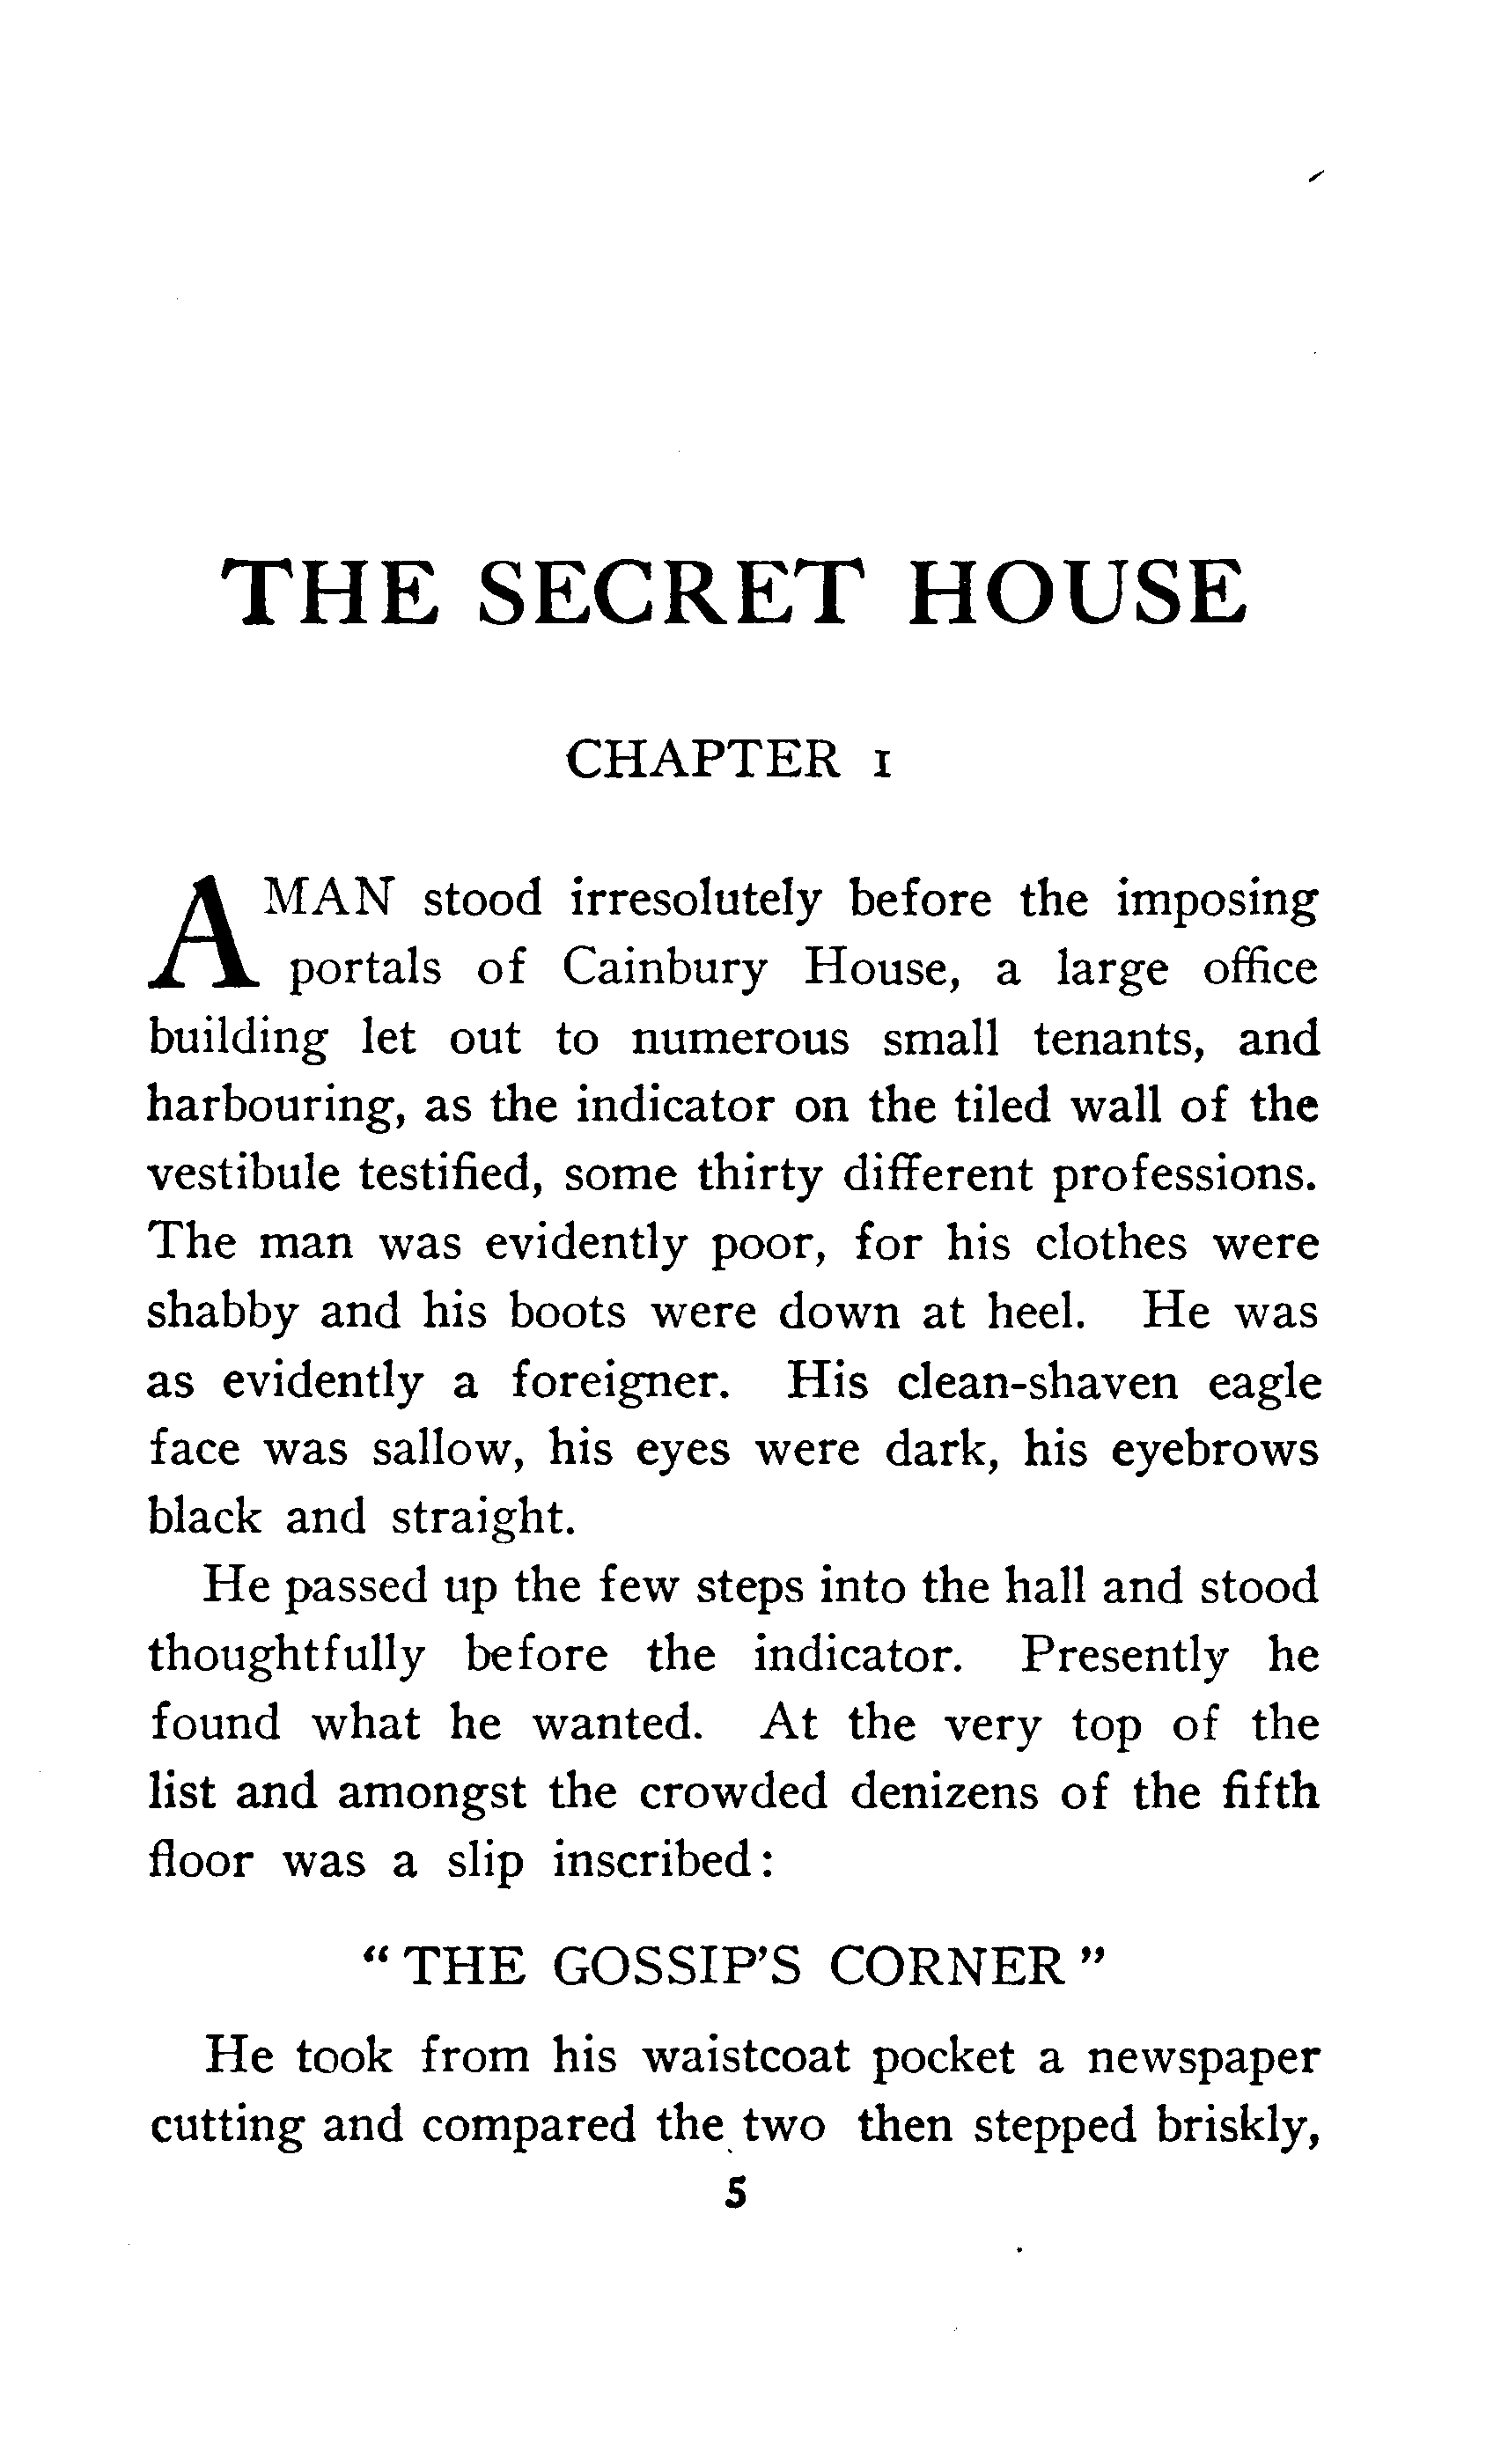 THE SECRET HOUSE
CHAPTER I
A MAN stood irresolutely before the imposing
portals of Cainbury House, a large office
building let out to numerous small tenants, and
harbouring, as the indicator on the tiled wall of the
vestibule testified, some thirty different professions.
The man was evidently poor, for his clothes were
shabby and his boots were down at heel. He was
as evidently a foreigner. His clean-shaven eagle
face was sallow, his eyes were dark, his eyebrows
black and straight.
He passed up the few steps into the hall and stood
thoughtfully before the indicator. Presently he
found what he wanted. At the very top of the
list and amongst the crowded denizens of the fifth
floor was a slip inscribed:
" THE GOSSIP'S CORNER "
He took from his waistcoat pocket a newspaper
cutting and compared the two then stepped briskly,
5